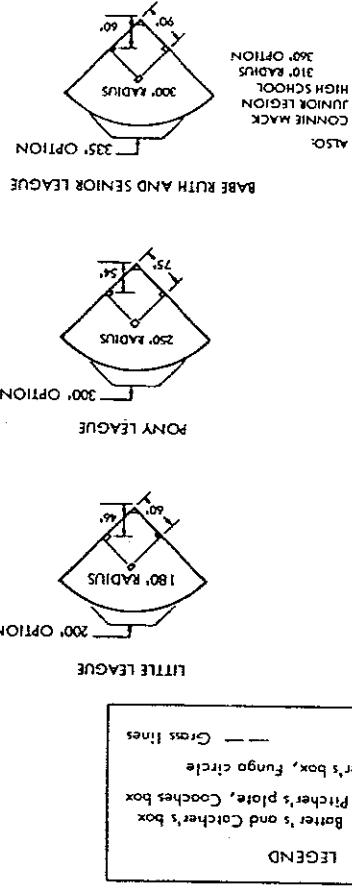 LEGEND
Batter's and Catcher's box
Pitcher's plate, Coaches box
er's box, Funga circle
— — Grass lines
LITTLE LEAGUE
200' OPTION
180' RADIUS
46'
60'
PONY LEAGUE
300' OPTION
250' RADIUS
54'
75'
BABE RUTH AND SENIOR LEAGUE
335' OPTION
300' RADIUS
60'
90'
ALSO:
CONNIE MACK
JUNIOR LEGION
HIGH SCHOOL
310' RADIUS
360' OPTION